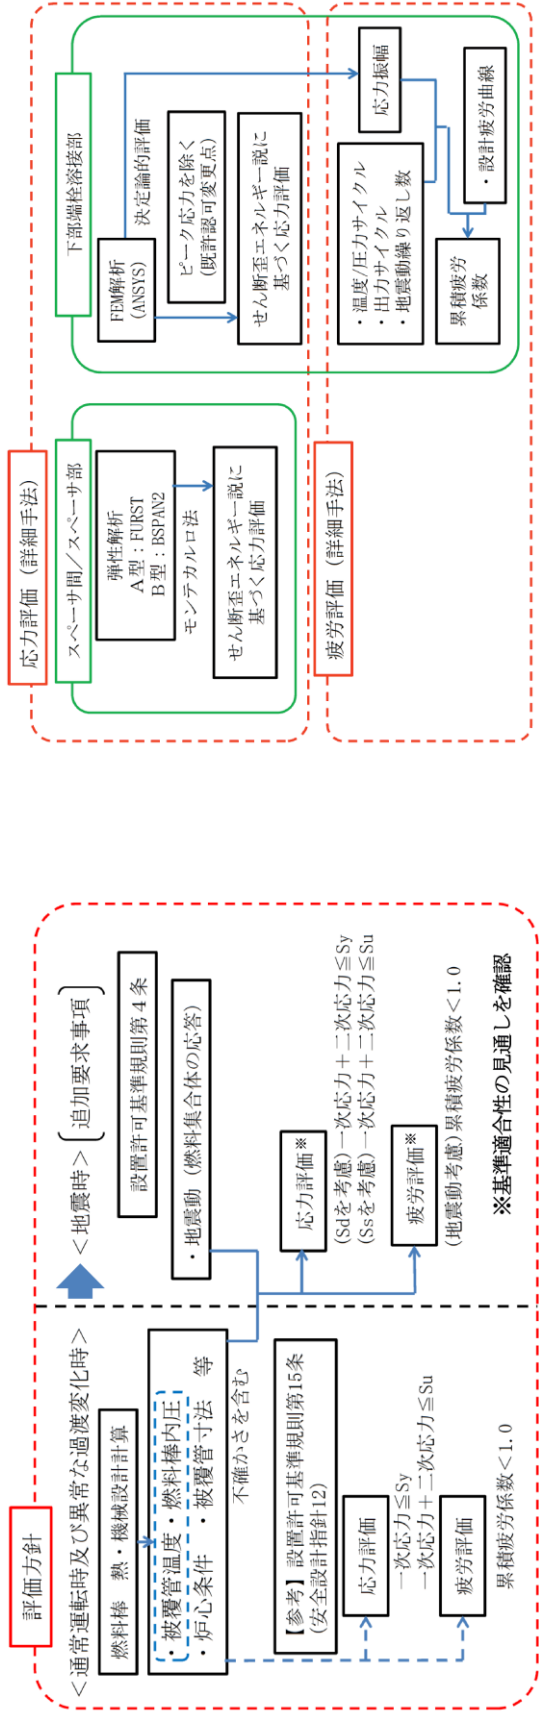 評価方針
<通常運転時及び異常な過渡変化時>
燃料棒　熱・機械設計計算
・被覆管温度・燃料棒内圧
・炉心条件　・被覆管寸法　等
不確かさを含む
【参考】設置許可基準規則第15条
(安全設計指針12)
応力評価
一次応力≦Sy
一次応力＋二次応力≦Su
疲労評価
累積疲労係数<1.0
<地震時>
追加要求事項
設置許可基準規則第４条
・地震動（燃料集合体の応答）
応力評価※
(Sdを考慮)一次応力＋二次応力≦Sy
(Ssを考慮)一次応力＋二次応力≦Su
疲労評価※
(地震動考慮)累積疲労係数<1.0
※基準適合性の見通しを確認
応力評価（詳細手法）
スペーサ間／スペーサ部
弾性解析
Ａ型：FURST
Ｂ型：BSPAN2
モンテカルロ法
せん断歪エネルギー説に
基づく応力評価
下部端栓溶接部
FEM解析
(ANSYS)
決定論的評価
ピーク応力を除く
(既許認可変更点)
せん断歪エネルギー説に
基づく応力評価
疲労評価（詳細手法）
・温度/圧力サイクル
・出力サイクル
・地震動繰り返し数
応力振幅
・設計疲労曲線
累積疲労
係数